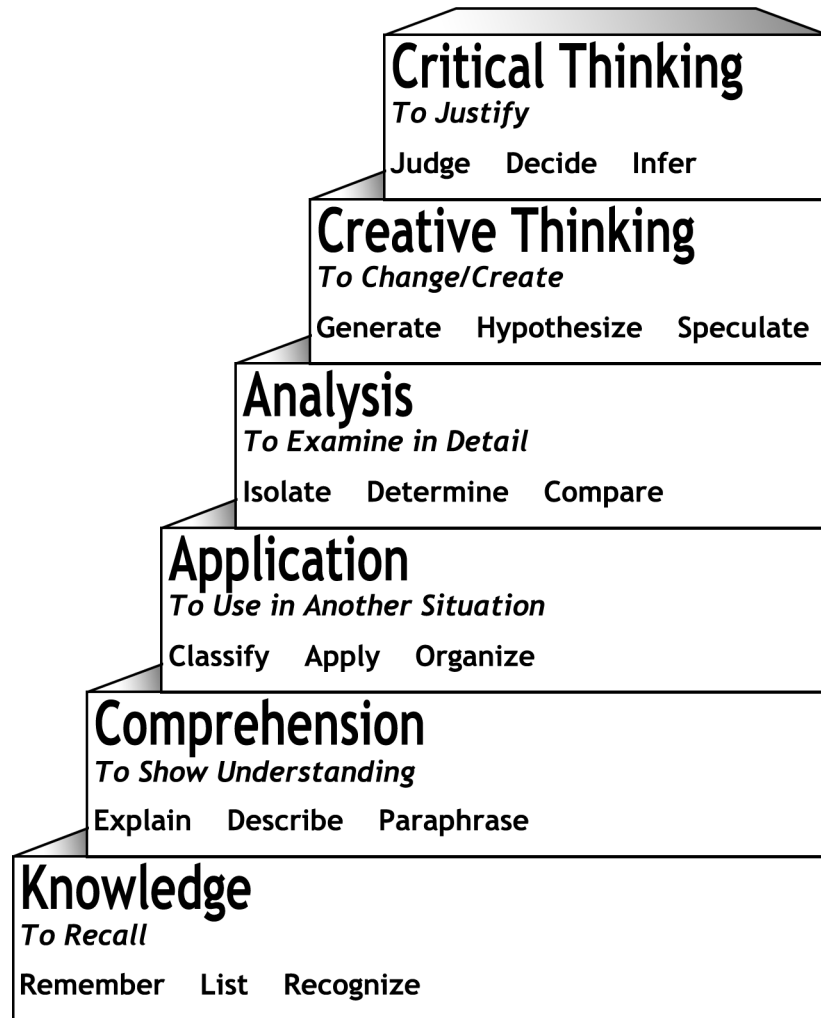 Critical Thinking
To Justify
Judge Decide Infer
Creative Thinking
To Change/Create
Generate Hypothesize Speculate
Analysis
To Examine in Detail
Isolate Determine Compare
Application
To Use in Another Situation
Classify Apply Organize
Comprehension
To Show Understanding
Explain Describe Paraphrase
Knowledge
To Recall
Remember List Recognize